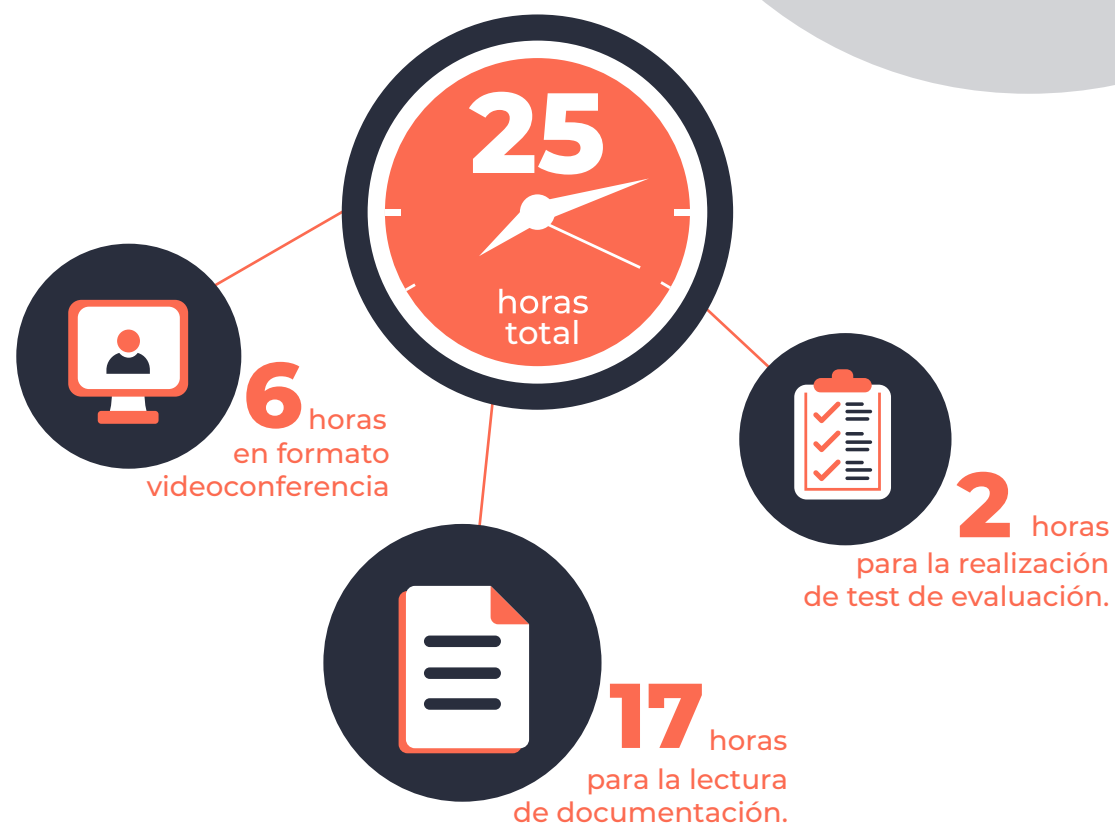 25
horas
total
6 horas
en formato
videoconferencia
2 horas
para la realización
de test de evaluación.
17 horas
para la lectura
de documentación.